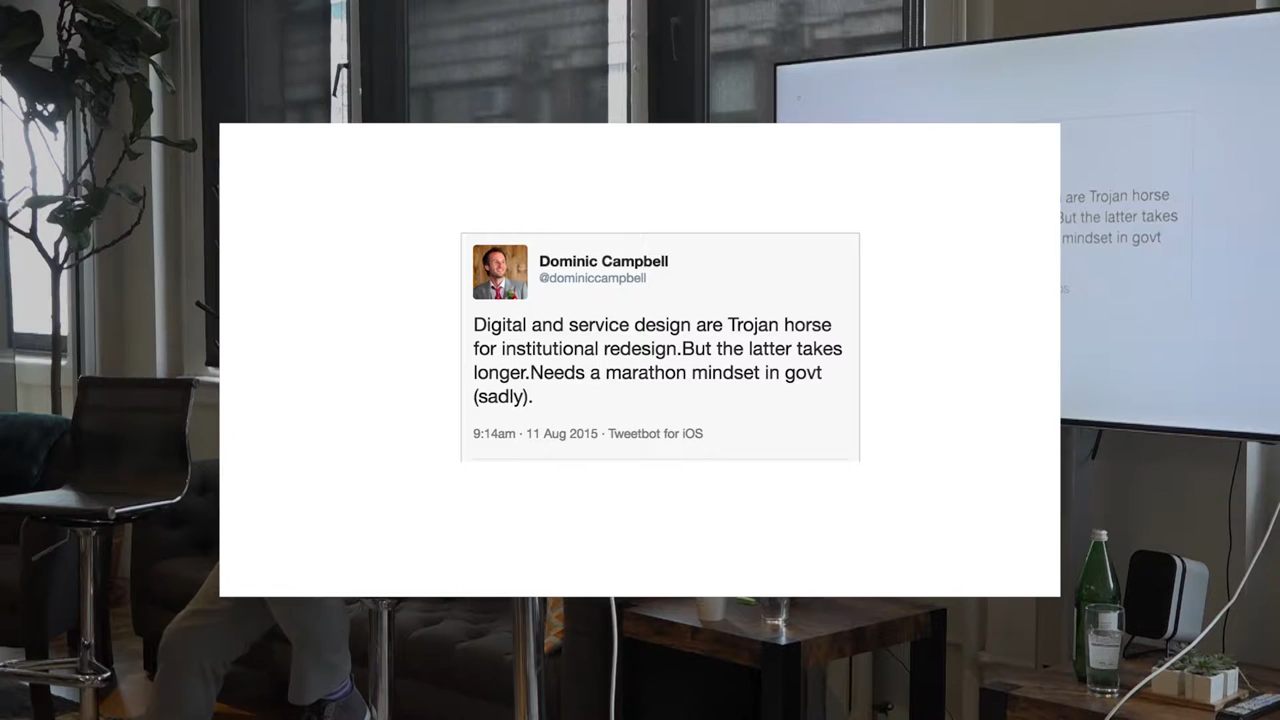 Dominic Campbell
@dominiccampbell
Digital and service design are Trojan horse
for institutional redesign.But the latter takes
longer.Needs a marathon mindset in govt
(sadly).
9:14am · 11 Aug 2015 · Tweetbot for iOS
are Trojan horse
But the latter takes
mindset in govt